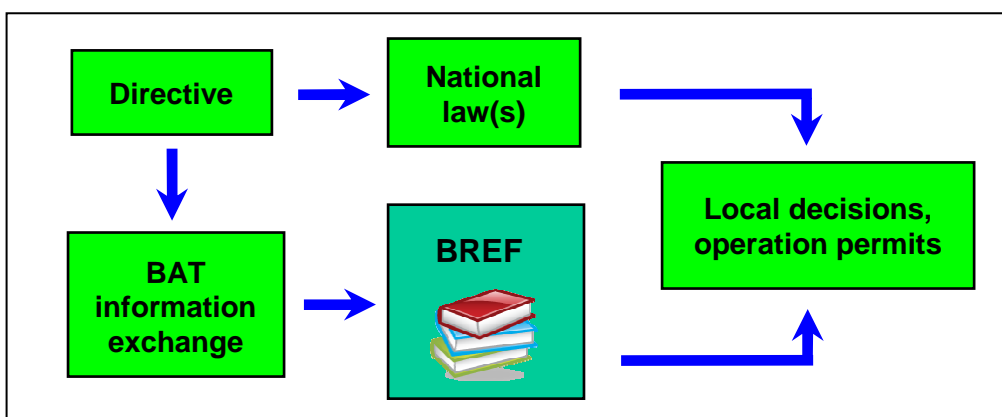 Directive
National
law(s)
Local decisions,
operation permits
BAT
information
exchange
BREF